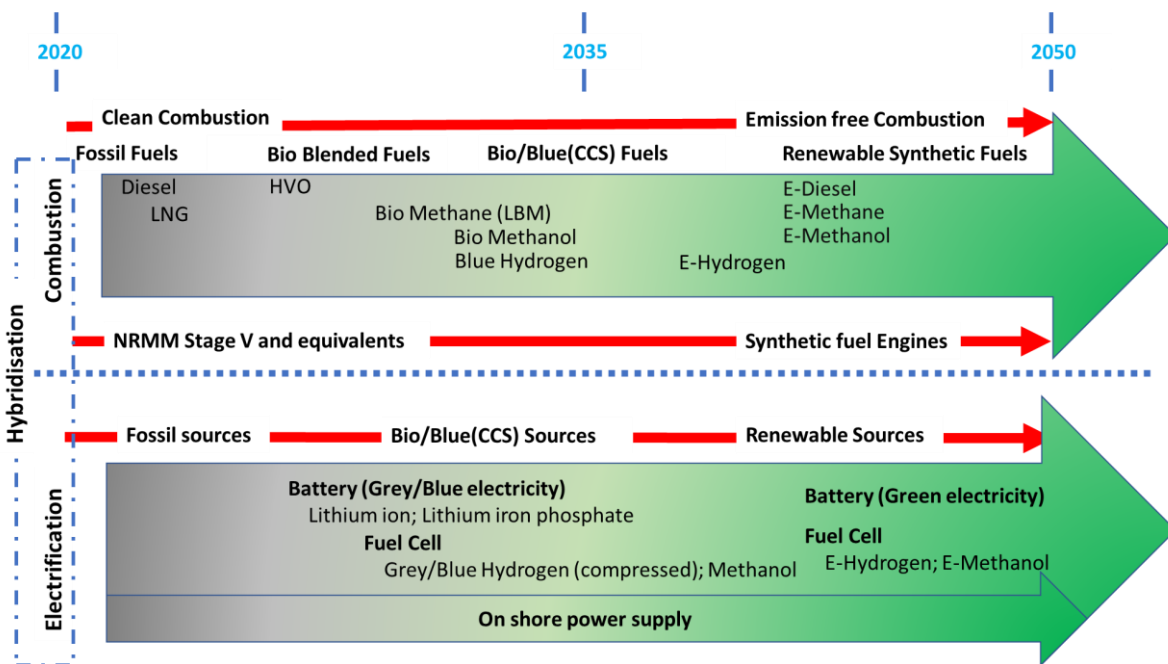 2020
2035
2050
Clean Combustion
Emission free Combustion
Fossil Fuels
Bio Blended Fuels
Bio/Blue(CCS) Fuels
Renewable Synthetic Fuels
Diesel
HVO
E-Diesel
LNG
Bio Methane (LBM)
E-Methane
Bio Methanol
E-Methanol
Blue Hydrogen
E-Hydrogen
Combustion
NRMM Stage V and equivalents
Synthetic fuel Engines
Hybridisation
Fossil sources
Bio/Blue(CCS) Sources
Renewable Sources
Battery (Grey/Blue electricity)
Lithium ion; Lithium iron phosphate
Battery (Green electricity)
Fuel Cell
Grey/Blue Hydrogen (compressed); Methanol
Fuel Cell
E-Hydrogen; E-Methanol
Electrification
On shore power supply